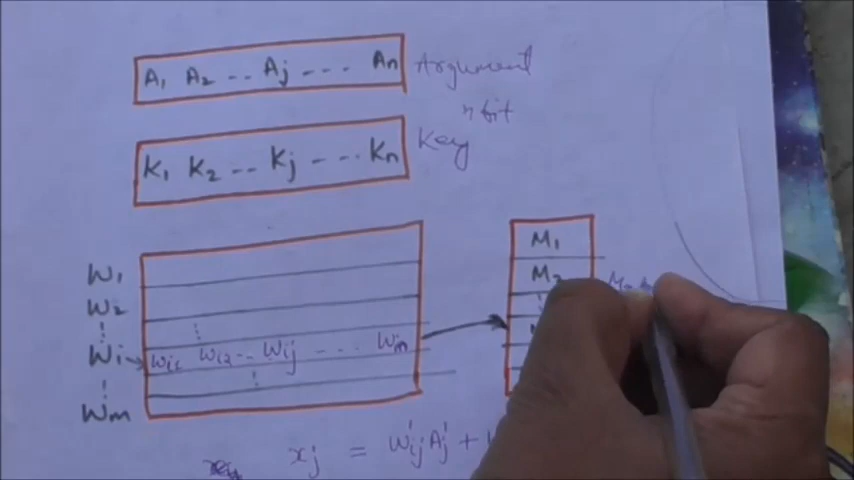 A₁ A₂ .. Aj .... An Argument
n bit
K₁ K₂ .. Kj .... Kn Key
M₁
W₁ M₂
W₂
⋮
Wi Wi1 Wi2 .. Wij .... Win
⋮
Wm
xj = W'ij A'j +